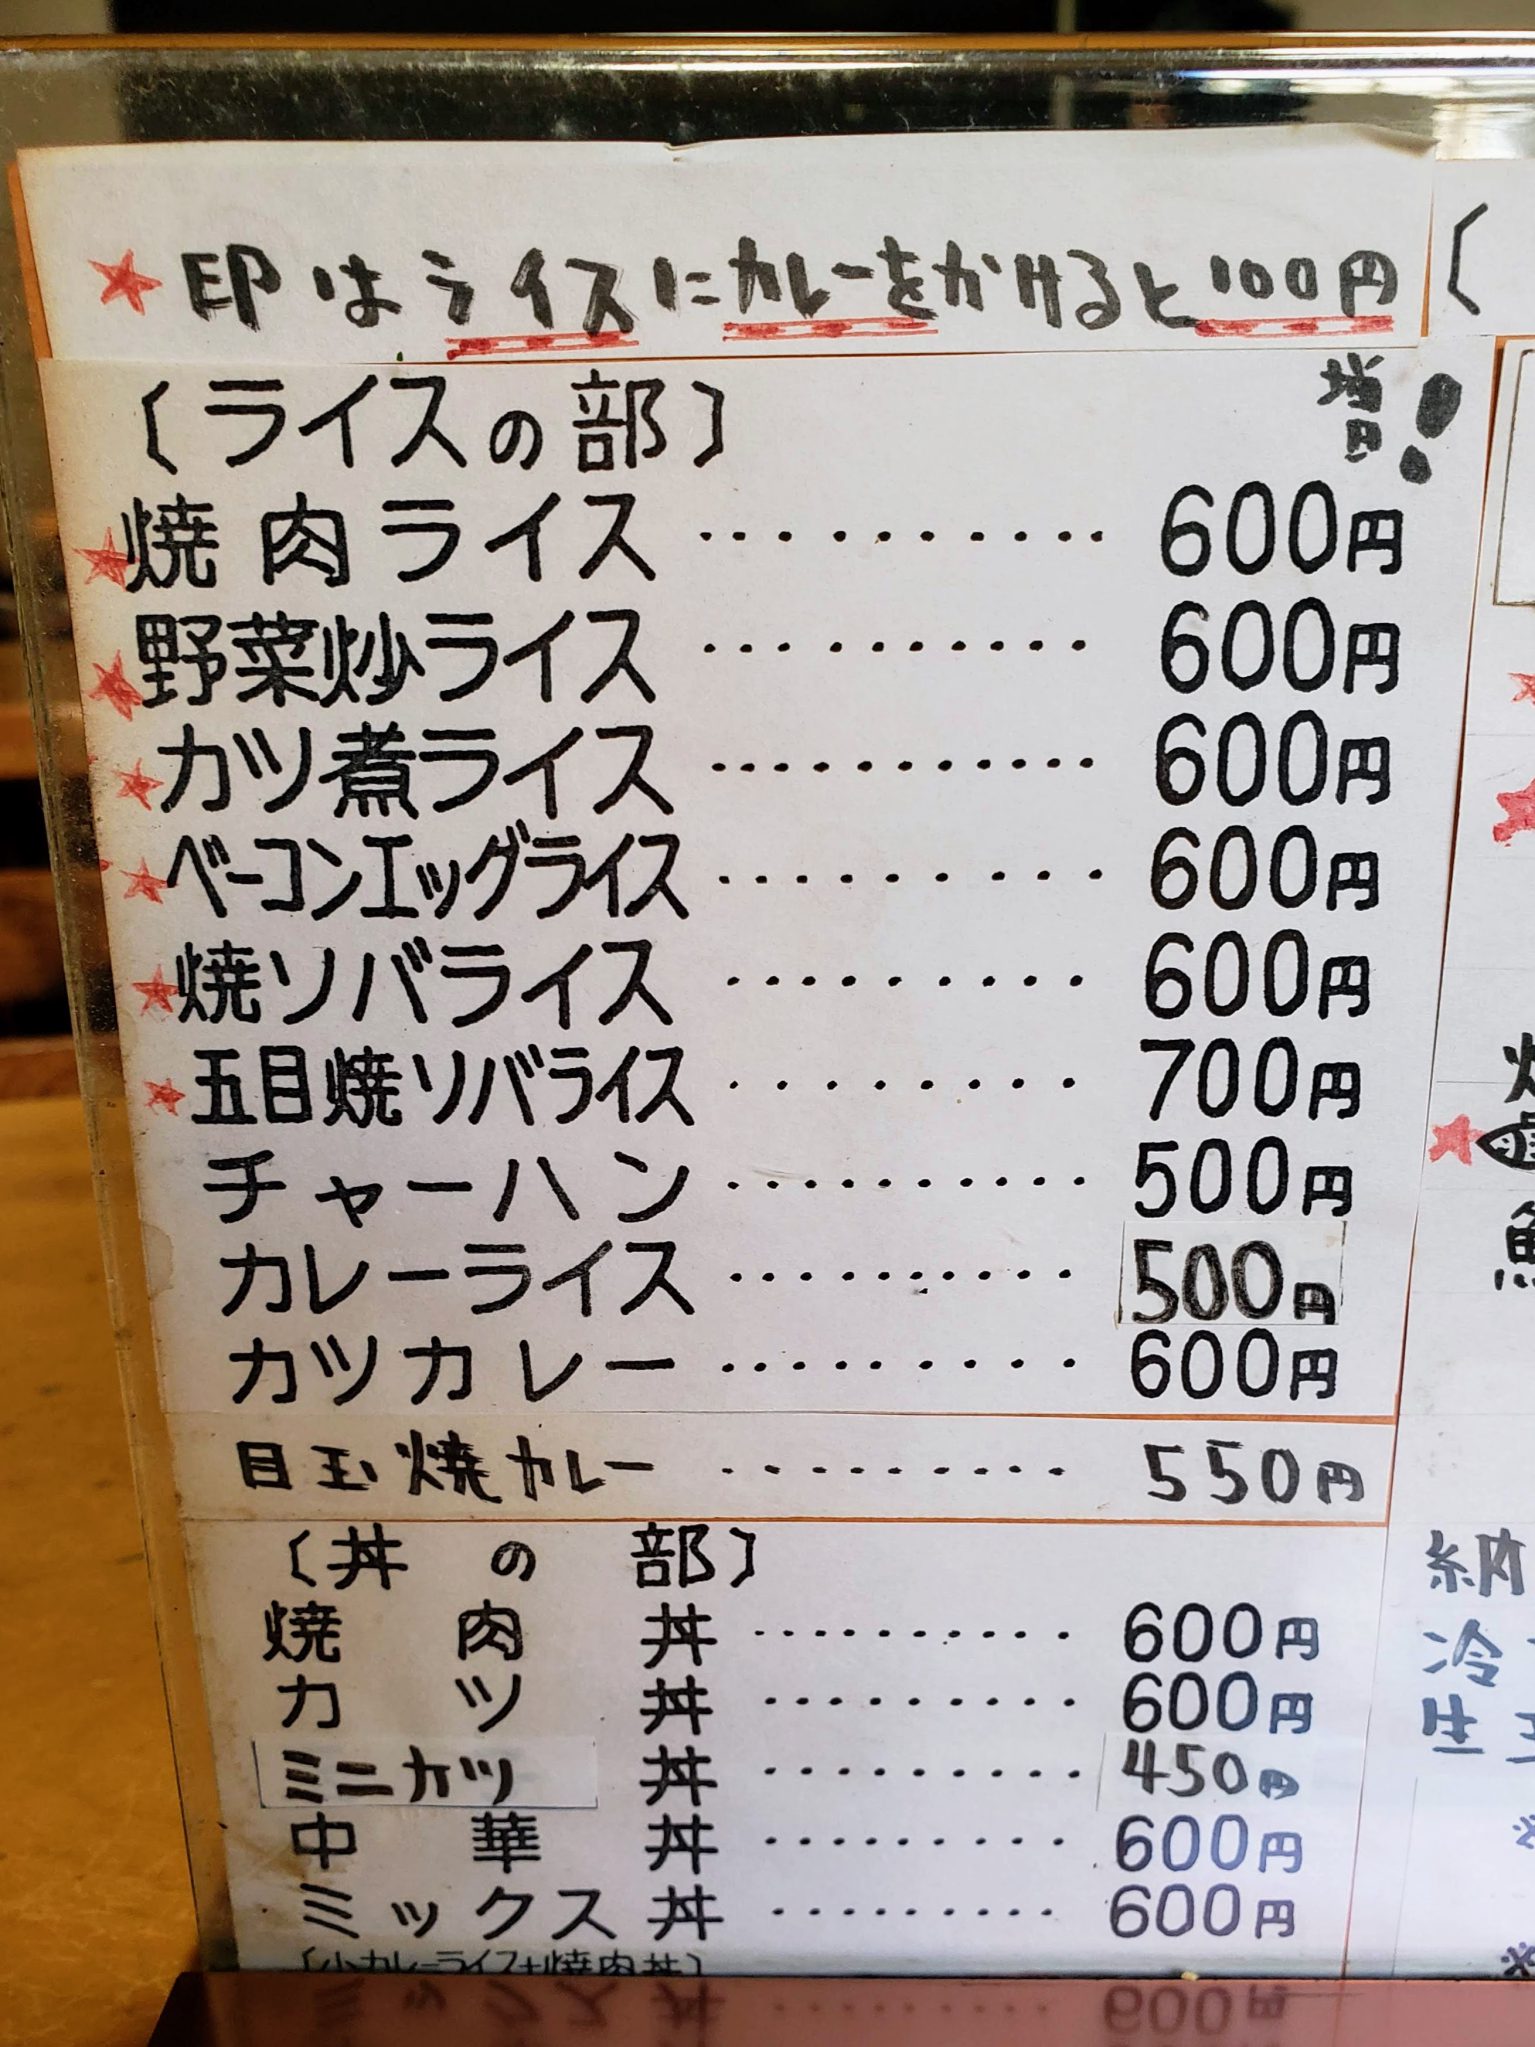 ★印はライスにカレーをかけると100円
増!
〔ライスの部〕
★焼肉ライス………… 600円
★野菜炒ライス………… 600円
★カツ煮ライス………… 600円
★ベーコンエッグライス………… 600円
★焼ソバライス………… 600円
★五目焼ソバライス………… 700円
チャーハン………… 500円
カレーライス………… 500円
カツカレー………… 600円
目玉焼カレー………… 550円
〔丼の部〕
焼肉丼………… 600円
カツ丼………… 600円
ミニカツ丼………… 450円
中華丼………… 600円
ミックス丼………… 600円
〔小カレーライス+焼肉丼〕
納
冷
生